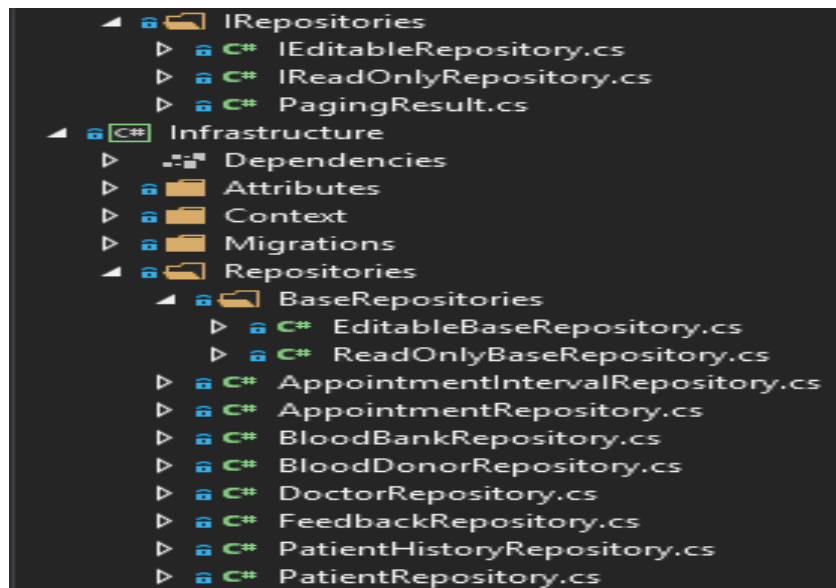 IRepositories
C# IEditableRepository.cs
C# IReadOnlyRepository.cs
C# PagingResult.cs
C# Infrastructure
Dependencies
Attributes
Context
Migrations
Repositories
BaseRepositories
C# EditableBaseRepository.cs
C# ReadOnlyBaseRepository.cs
C# AppointmentIntervalRepository.cs
C# AppointmentRepository.cs
C# BloodBankRepository.cs
C# BloodDonorRepository.cs
C# DoctorRepository.cs
C# FeedbackRepository.cs
C# PatientHistoryRepository.cs
C# PatientRepository.cs